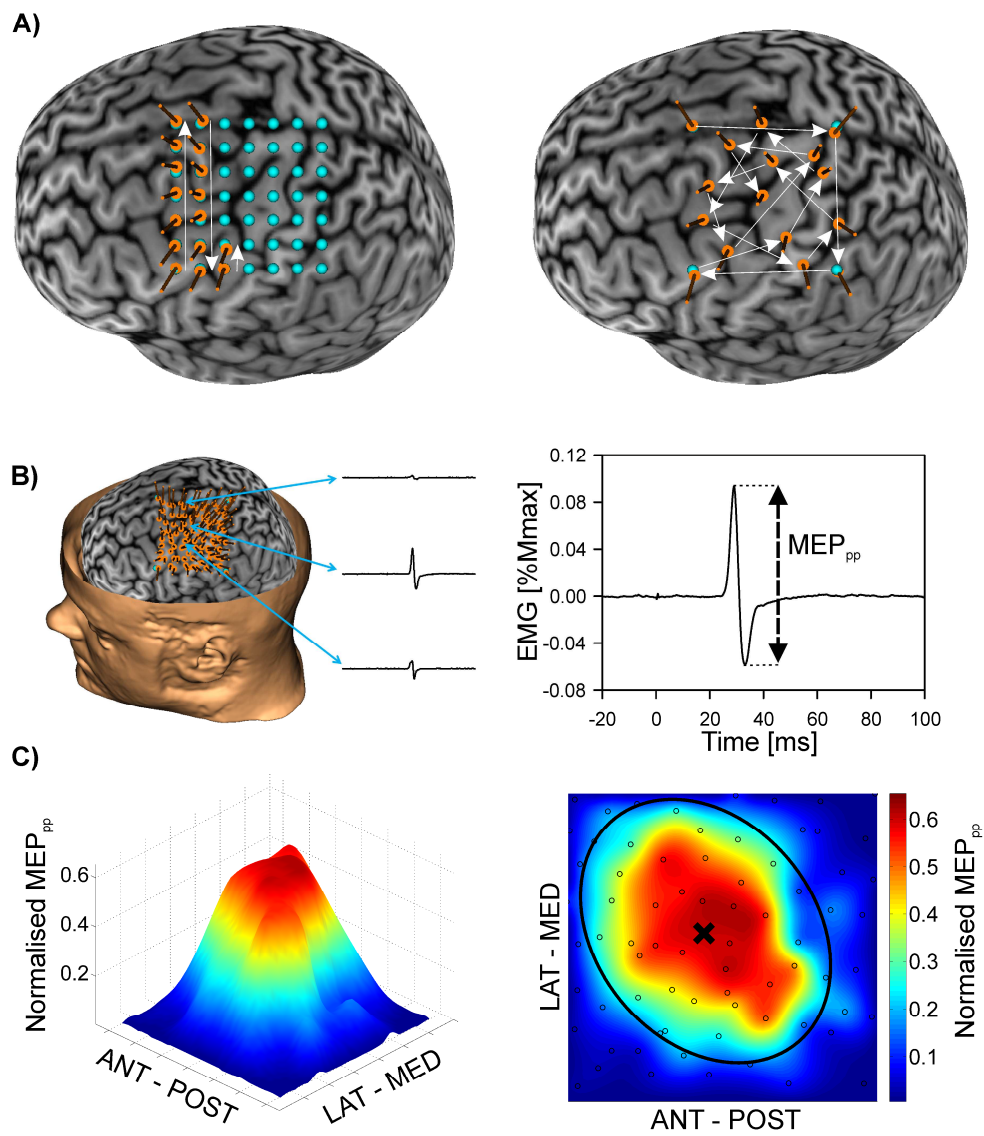 A)
B)
0.12
0.08
0.04
0.00
-0.04
-0.08
EMG [%Mmax]
MEPpp
-20 0 20 40 60 80 100
Time [ms]
C)
Normalised MEPpp
0.6
0.4
0.2
ANT - POST
LAT - MED
LAT - MED
ANT - POST
0.6
0.5
0.4
0.3
0.2
0.1
Normalised MEPpp